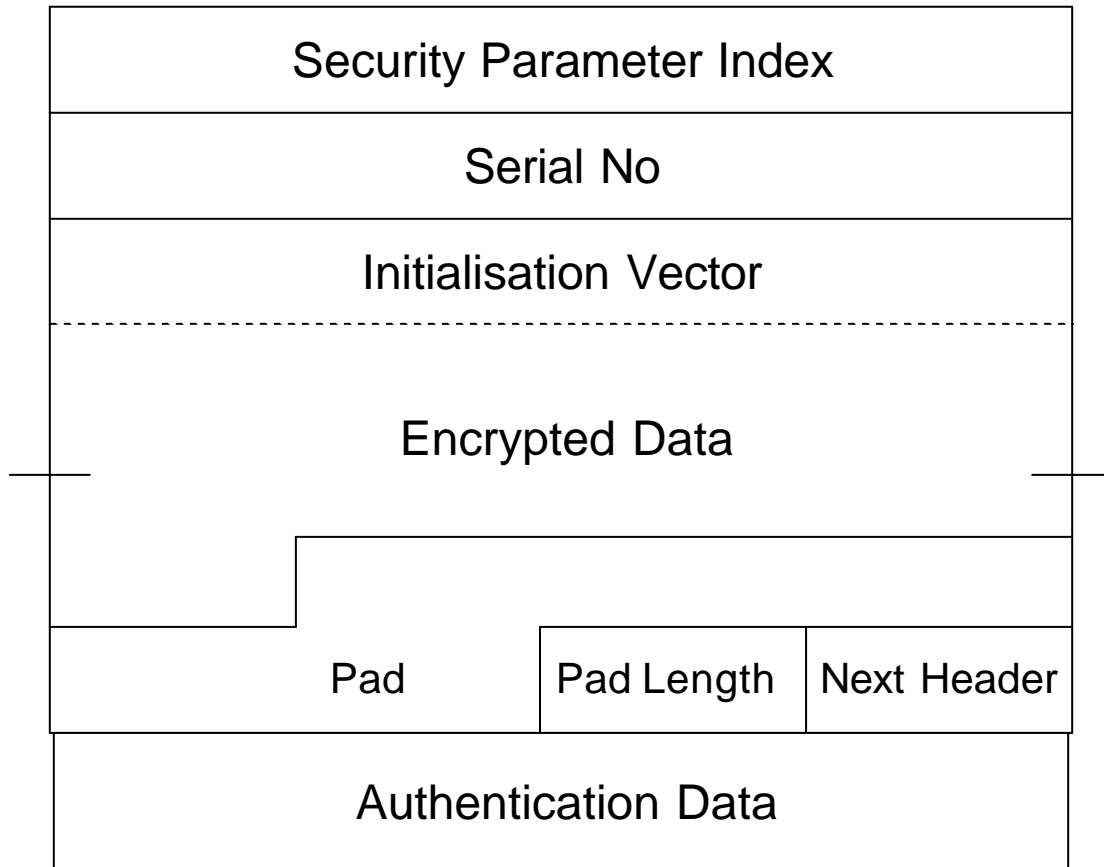 Security Parameter Index
Serial No
Initialisation Vector
Encrypted Data
Pad
Pad Length
Next Header
Authentication Data